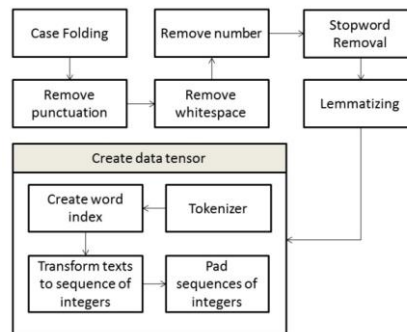 Case Folding
Remove
punctuation
Remove
whitespace
Remove number
Stopword
Removal
Lemmatizing
Create data tensor
Tokenizer
Create word
index
Transform texts
to sequence of
integers
Pad
sequences of
integers